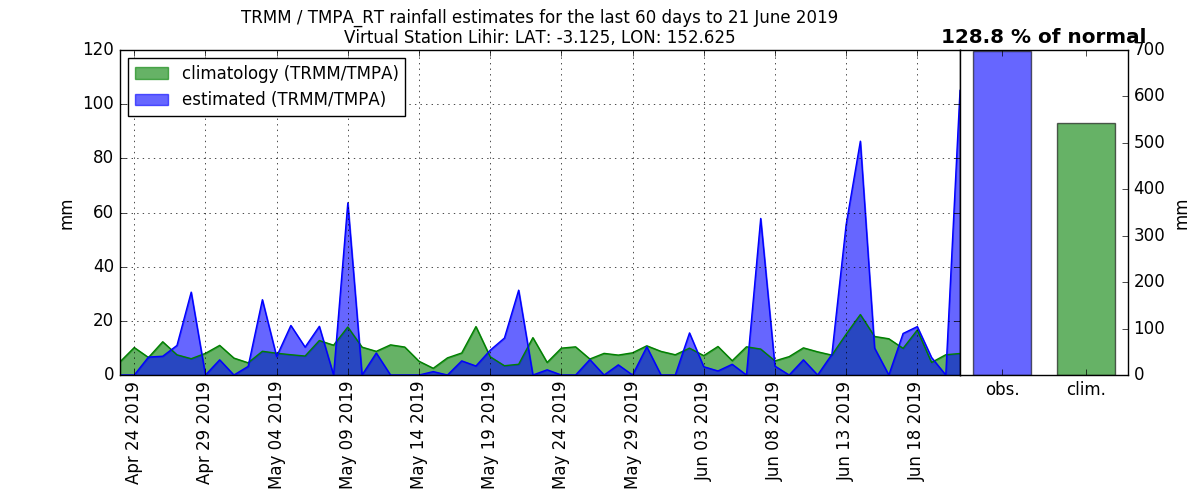 TRMM / TMPA_RT rainfall estimates for the last 60 days to 21 June 2019
Virtual Station Lihir: LAT: -3.125, LON: 152.625
128.8 % of normal
climatology (TRMM/TMPA)
estimated (TRMM/TMPA)
120
100
80
60
40
20
0
mm
700
600
500
400
300
200
100
0
mm
Apr 24 2019
Apr 29 2019
May 04 2019
May 09 2019
May 14 2019
May 19 2019
May 24 2019
May 29 2019
Jun 03 2019
Jun 08 2019
Jun 13 2019
Jun 18 2019
obs.
clim.